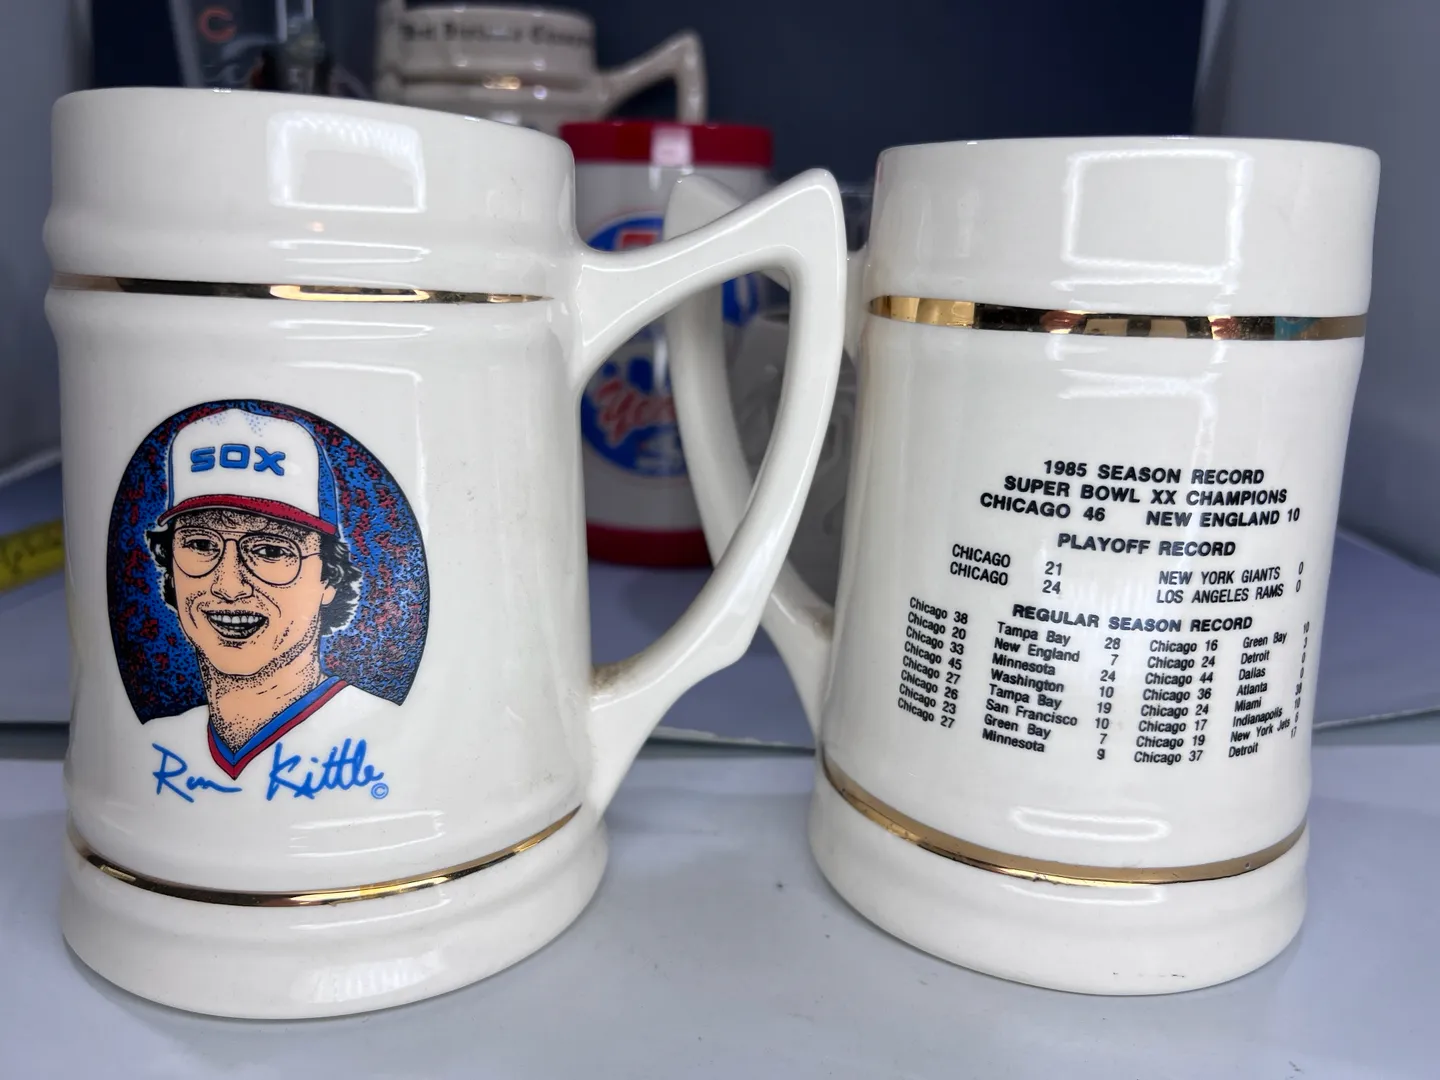 C
SOX
Ron Kittle ©
1985 SEASON RECORD
SUPER BOWL XX CHAMPIONS
CHICAGO 46 NEW ENGLAND 10
PLAYOFF RECORD
CHICAGO 21 NEW YORK GIANTS 0
CHICAGO 24 LOS ANGELES RAMS 0
REGULAR SEASON RECORD
Chicago 38 Tampa Bay 28 Chicago 16 Green Bay 10
Chicago 20 New England 7 Chicago 24 Detroit 3
Chicago 33 Minnesota 24 Chicago 44 Dallas 0
Chicago 45 Washington 10 Chicago 36 Atlanta 0
Chicago 27 Tampa Bay 19 Chicago 24 Miami 38
Chicago 26 San Francisco 10 Chicago 17 Indianapolis 10
Chicago 23 Green Bay 7 Chicago 19 New York Jets 6
Chicago 27 Minnesota 9 Chicago 37 Detroit 17